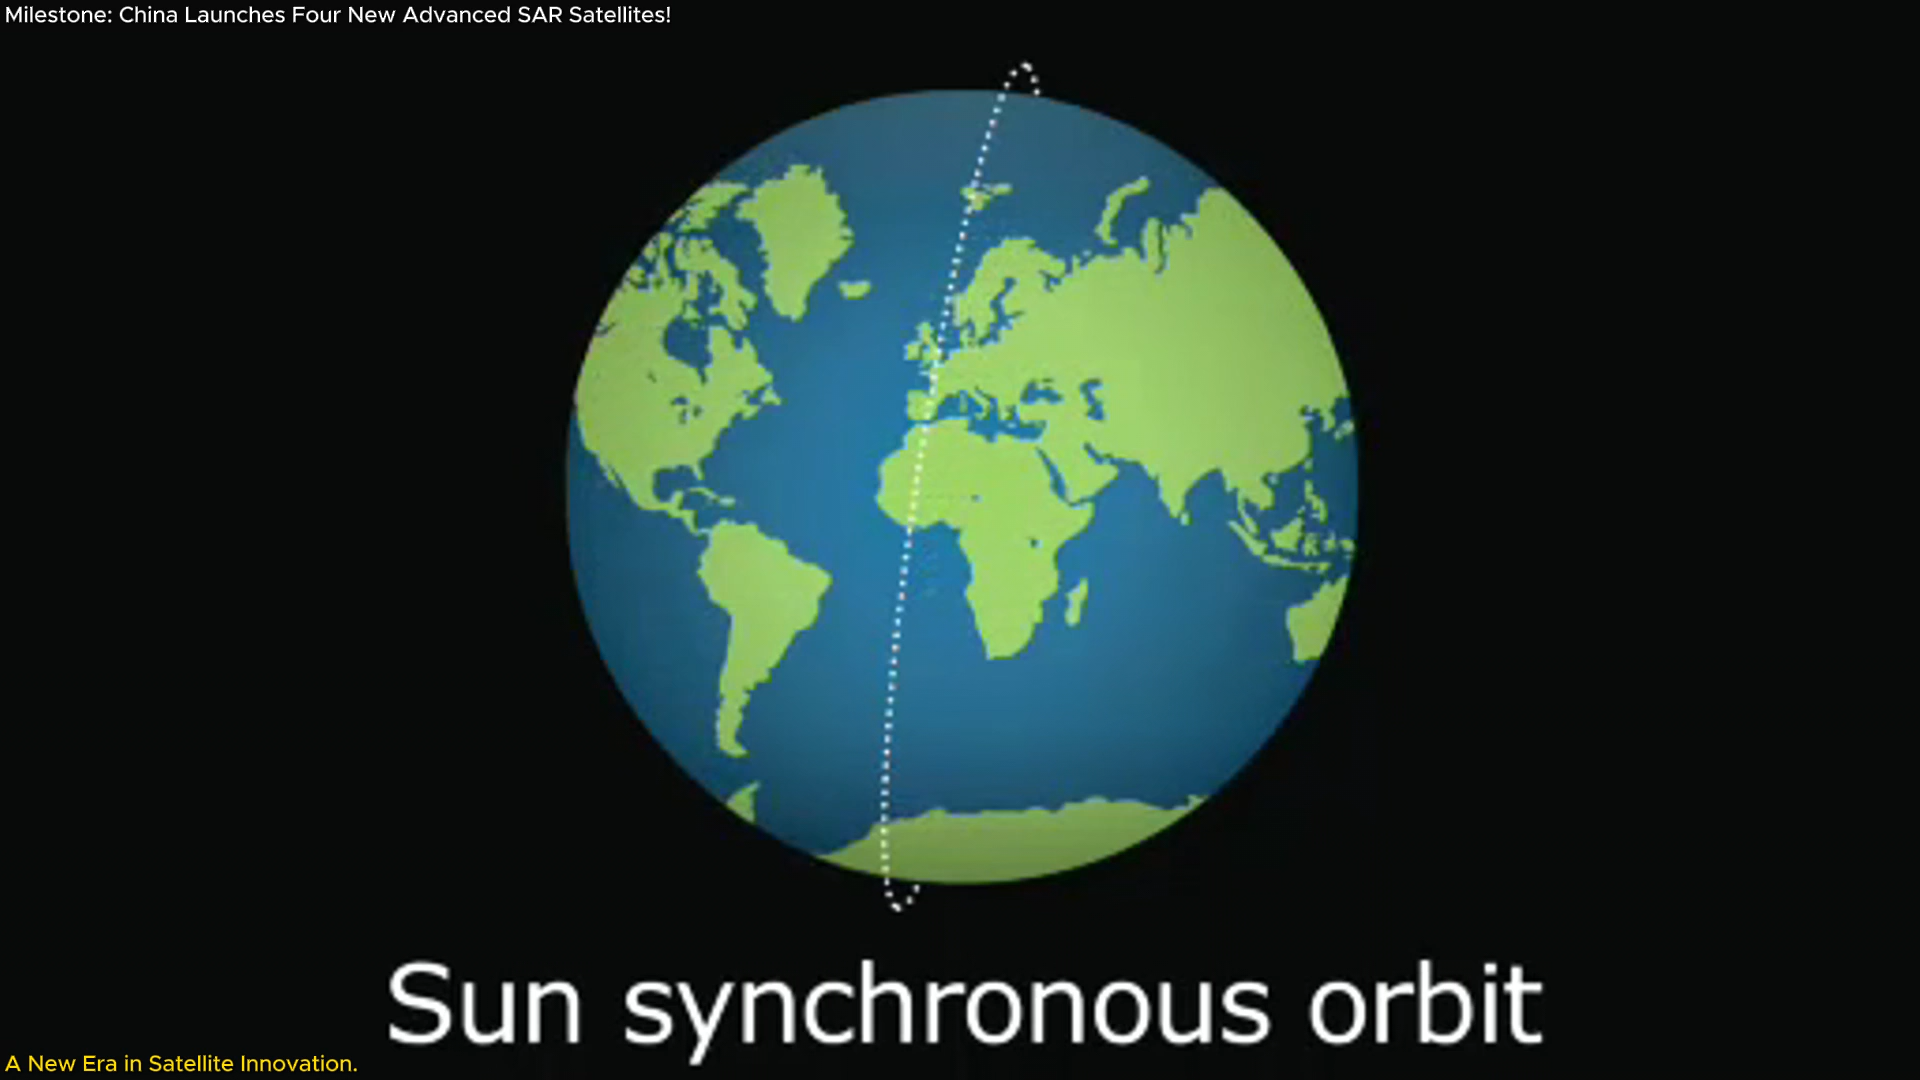 Milestone: China Launches Four New Advanced SAR Satellites!
Sun synchronous orbit
A New Era in Satellite Innovation.